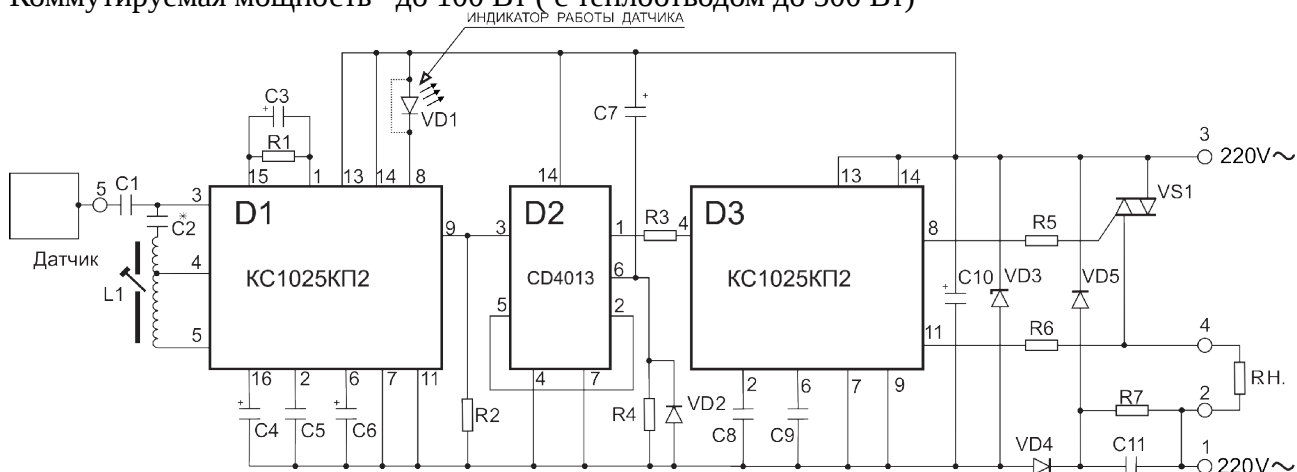 Коммутируемая мощность до 100 Вт ( с теплоотводом до 500 Вт)
ИНДИКАТОР РАБОТЫ ДАТЧИКА
C3
+
R1
VD1
C7
+
15
1
13
14
8
14
13
14
3
220V~
VS1
5
C1
3
C2*
D1
D2
D3
9
3
1
R3
4
8
R5
Датчик
4
КС1025КП2
CD4013
КС1025КП2
6
L1
5
5
2
C10
+
VD3
VD5
11
R6
4
16
2
6
7
11
4
7
2
6
7
9
RH.
+
C4
C5
+
C6
R2
R4
VD2
C8
C9
R7
2
VD4
C11
1
220V~